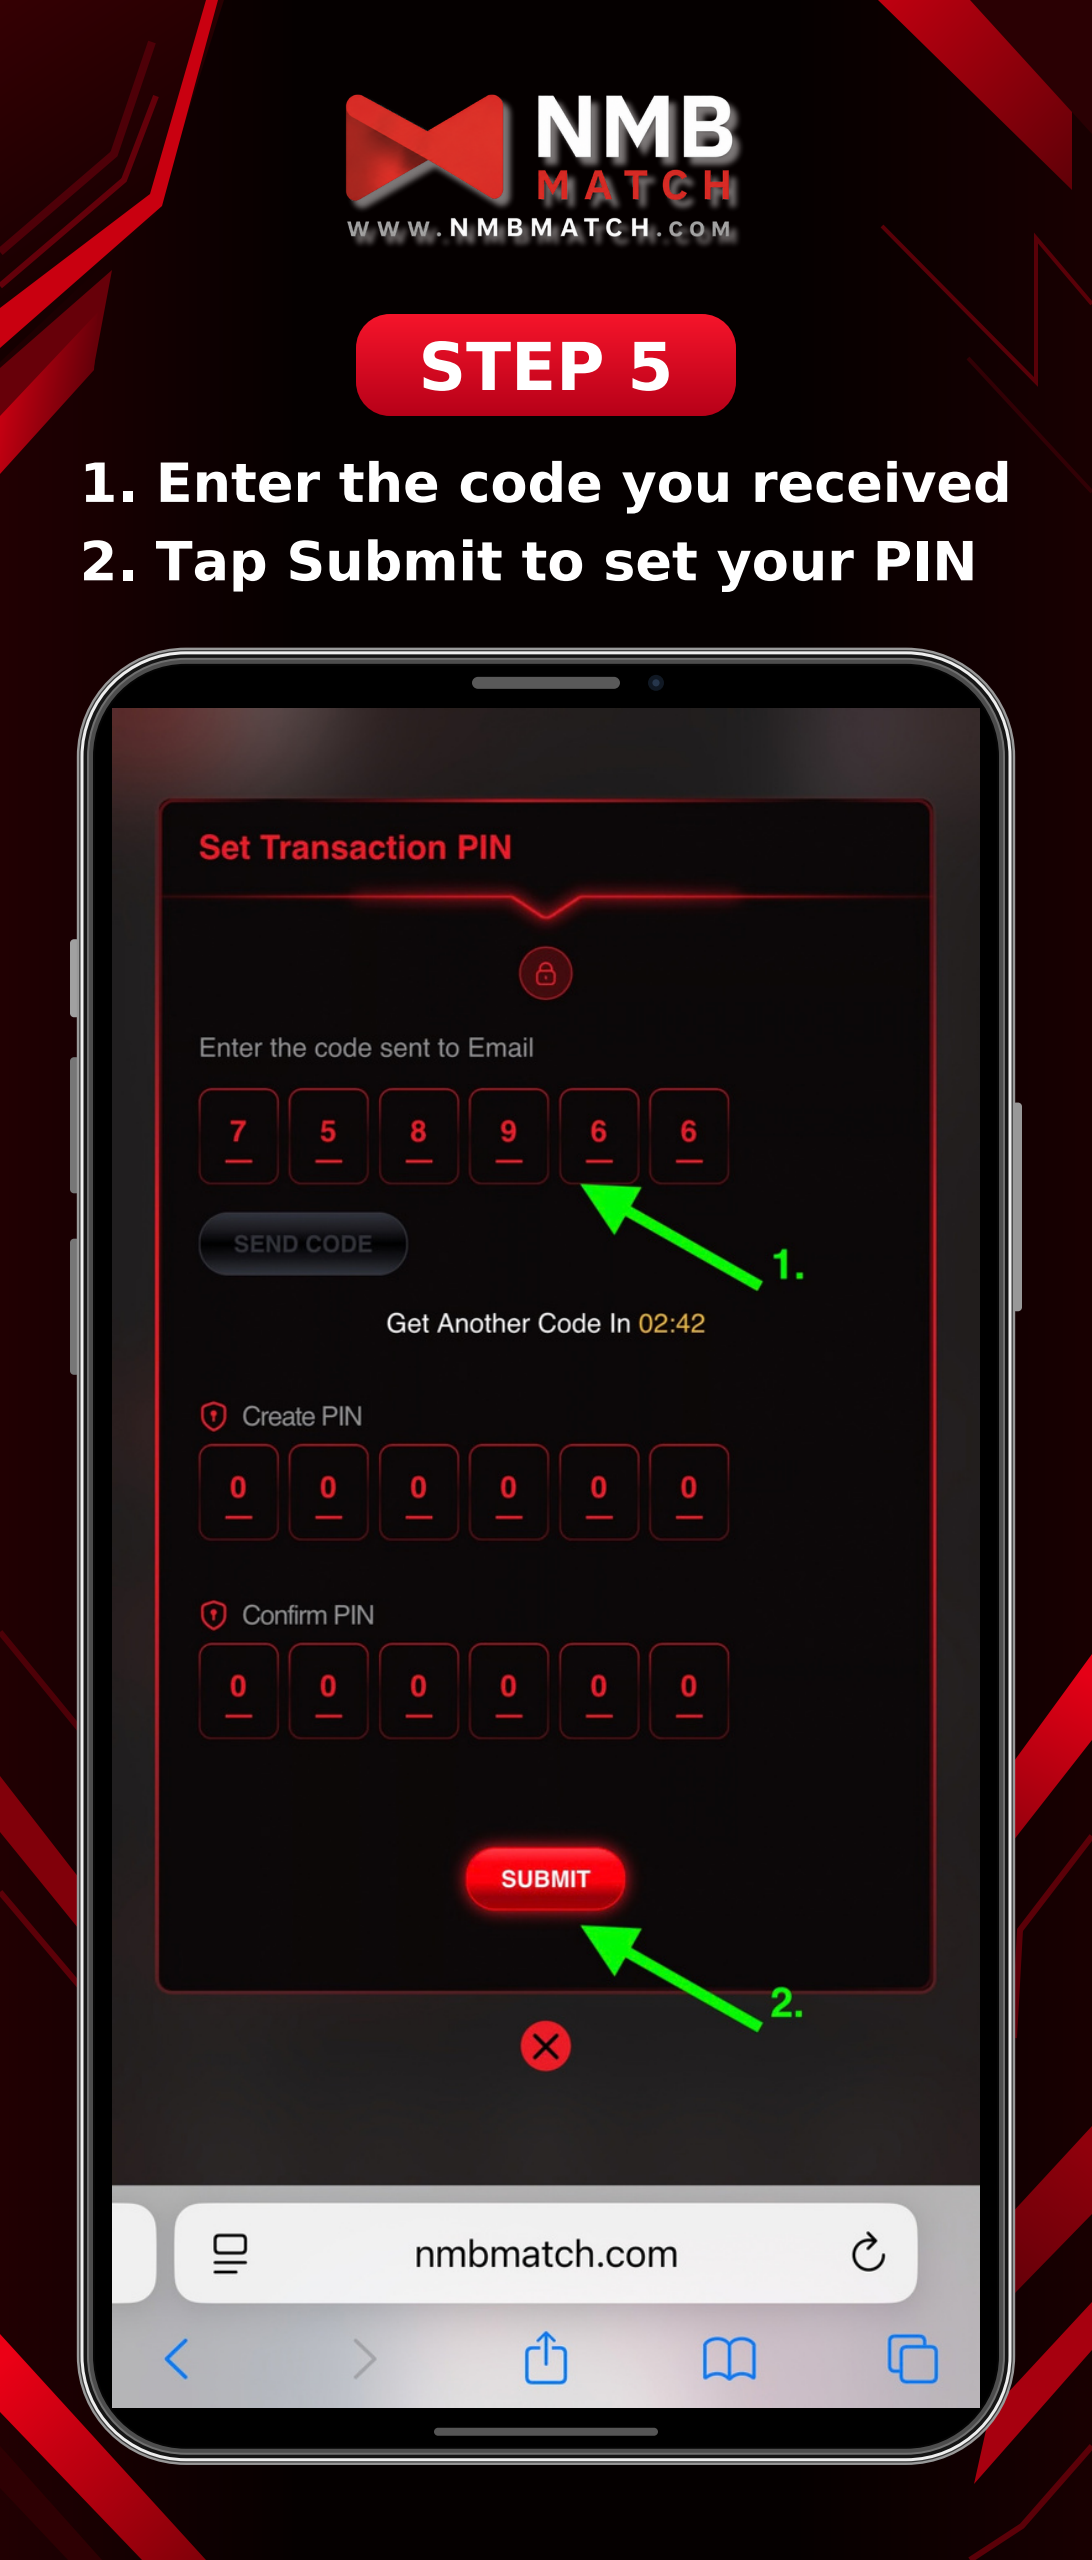 NMB
MATCH
WWW.NMBMATCH.COM
STEP 5
1. Enter the code you received
2. Tap Submit to set your PIN
Set Transaction PIN
Enter the code sent to Email
7 5 8 9 6 6
SEND CODE
1.
Get Another Code In 02:42
Create PIN
0 0 0 0 0 0
Confirm PIN
0 0 0 0 0 0
SUBMIT
2.
nmbmatch.com